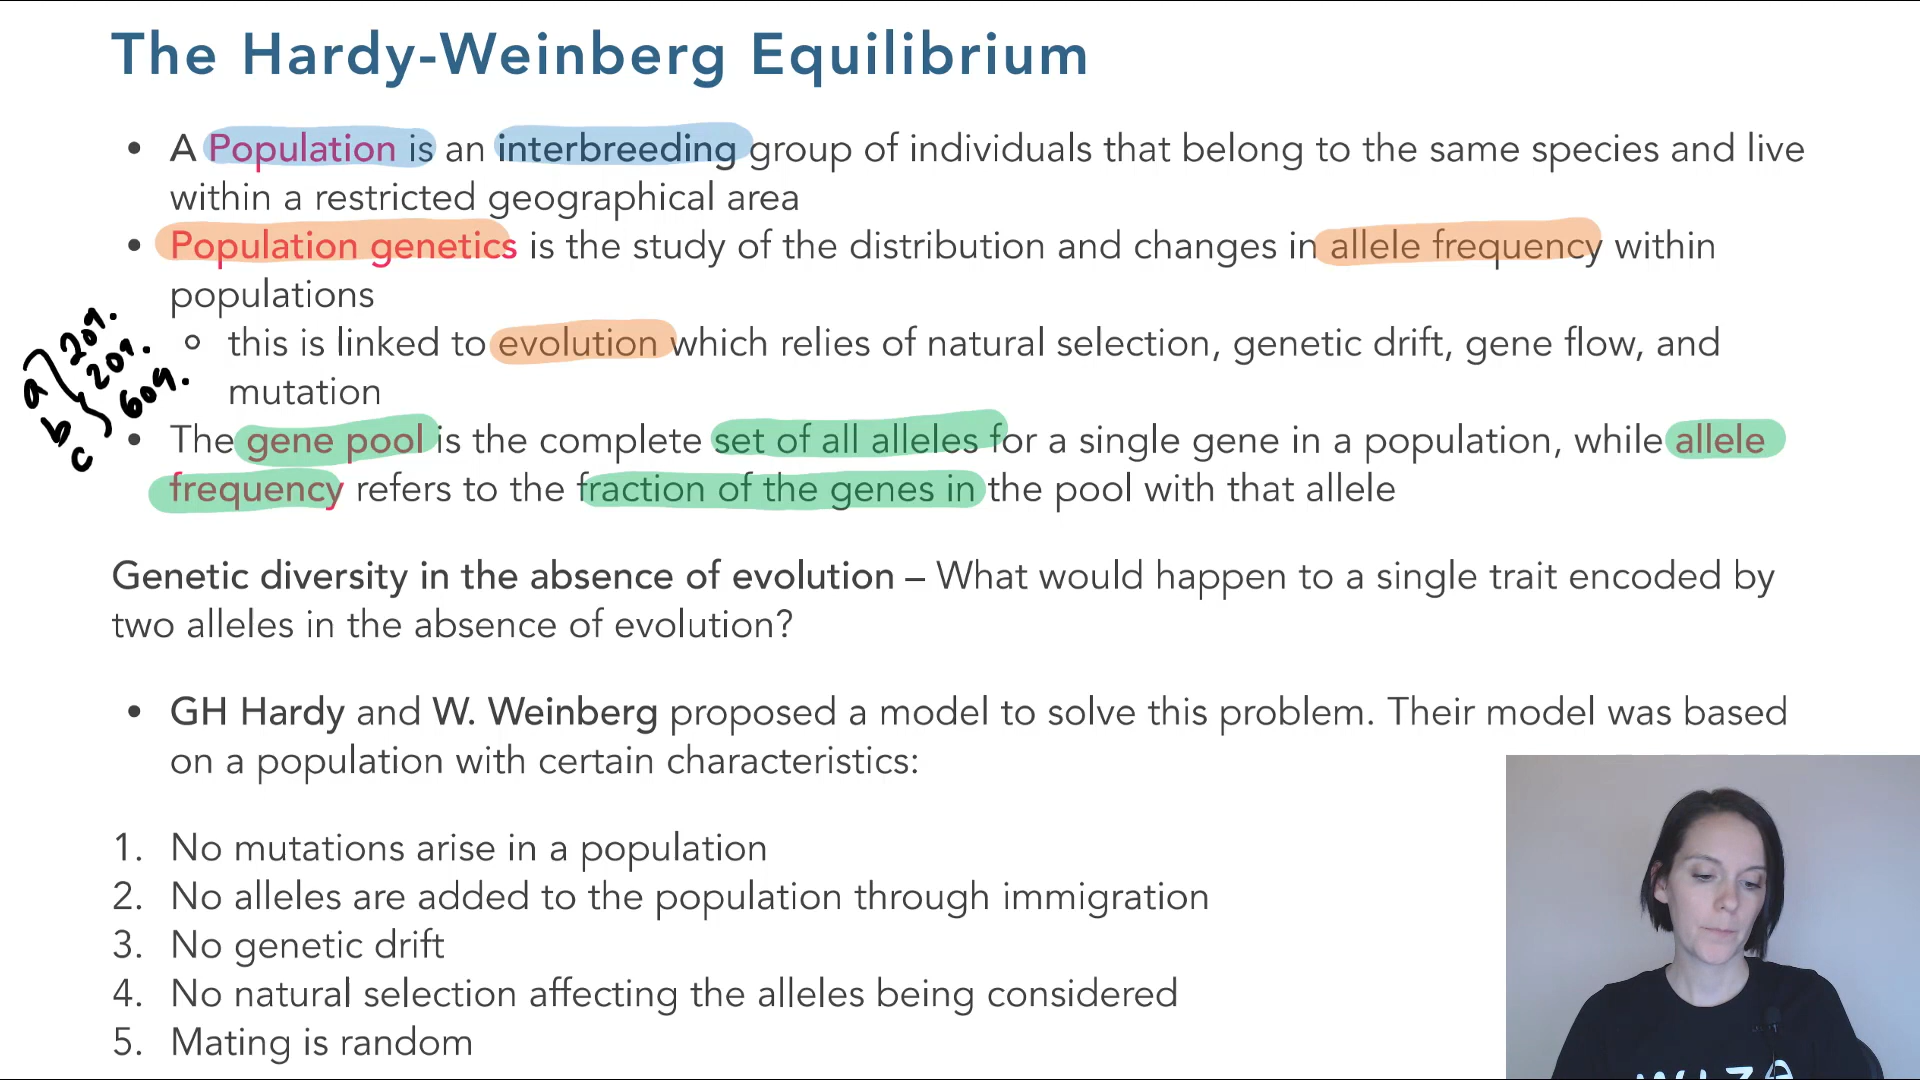 The Hardy-Weinberg Equilibrium
• A Population is an interbreeding group of individuals that belong to the same species and live
within a restricted geographical area
• Population genetics is the study of the distribution and changes in allele frequency within
populations
○ this is linked to evolution which relies of natural selection, genetic drift, gene flow, and
mutation
a 20%.
b 20%.
c 60%.
• The gene pool is the complete set of all alleles for a single gene in a population, while allele
frequency refers to the fraction of the genes in the pool with that allele
Genetic diversity in the absence of evolution – What would happen to a single trait encoded by
two alleles in the absence of evolution?
• GH Hardy and W. Weinberg proposed a model to solve this problem. Their model was based
on a population with certain characteristics:
1. No mutations arise in a population
2. No alleles are added to the population through immigration
3. No genetic drift
4. No natural selection affecting the alleles being considered
5. Mating is random